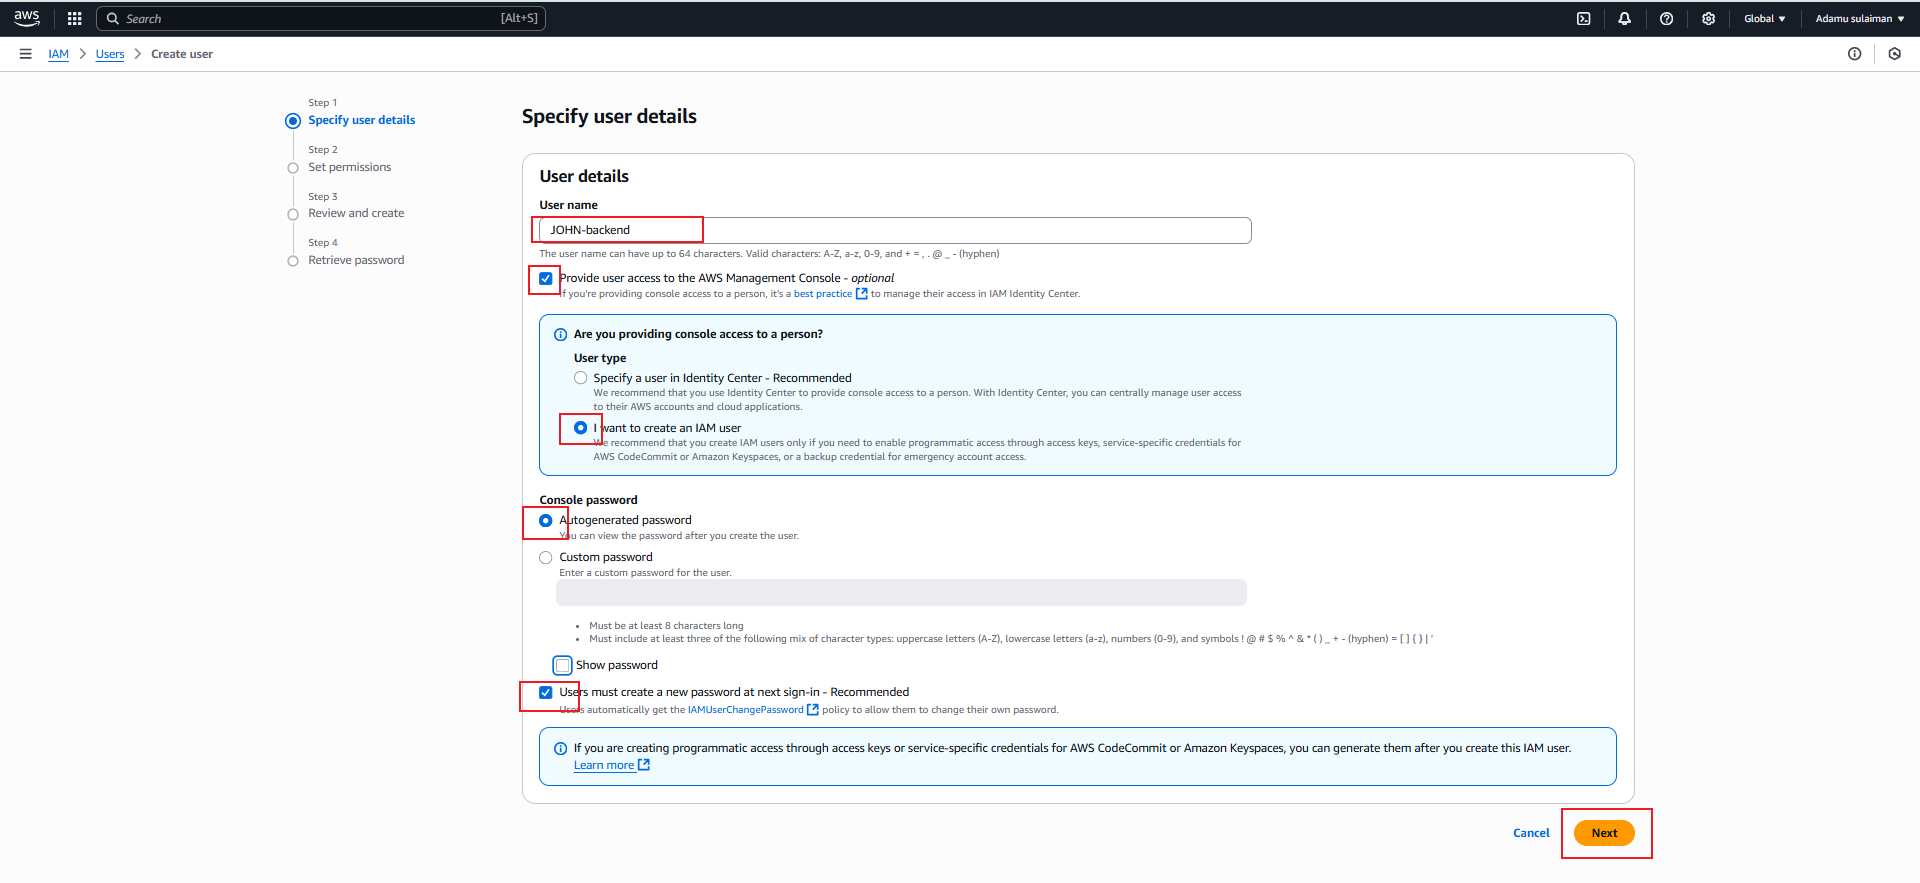 aws
Search
[Alt+S]
Global
Adamu sulaiman
IAM
Users
Create user
Step 1
Specify user details
Step 2
Set permissions
Step 3
Review and create
Step 4
Retrieve password
Specify user details
User details
User name
JOHN-backend
The user name can have up to 64 characters. Valid characters: A-Z, a-z, 0-9, and + = , . @ _ - (hyphen)
Provide user access to the AWS Management Console - optional
If you're providing console access to a person, it's a best practice to manage their access in IAM Identity Center.
Are you providing console access to a person?
User type
Specify a user in Identity Center - Recommended
We recommend that you use Identity Center to provide console access to a person. With Identity Center, you can centrally manage user access
to their AWS accounts and cloud applications.
I want to create an IAM user
We recommend that you create IAM users only if you need to enable programmatic access through access keys, service-specific credentials for
AWS CodeCommit or Amazon Keyspaces, or a backup credential for emergency account access.
Console password
Autogenerated password
You can view the password after you create the user.
Custom password
Enter a custom password for the user.
• Must be at least 8 characters long
• Must include at least three of the following mix of character types: uppercase letters (A-Z), lowercase letters (a-z), numbers (0-9), and symbols ! @ # $ % ^ & * ( ) _ + - (hyphen) = [ ] { } | '
Show password
Users must create a new password at next sign-in - Recommended
Users automatically get the IAMUserChangePassword policy to allow them to change their own password.
If you are creating programmatic access through access keys or service-specific credentials for AWS CodeCommit or Amazon Keyspaces, you can generate them after you create this IAM user.
Learn more
Cancel
Next